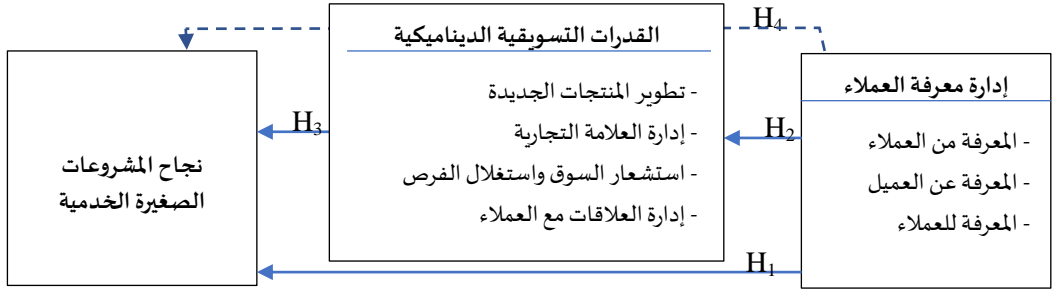 إدارة معرفة العملاء
- المعرفة من العملاء
- المعرفة عن العميل
- المعرفة للعملاء
H4
H2
H1
القدرات التسويقية الديناميكية
- تطوير المنتجات الجديدة
- إدارة العلامة التجارية
- استشعار السوق واستغلال الفرص
- إدارة العلاقات مع العملاء
H3
نجاح المشروعات
الصغيرة الخدمية